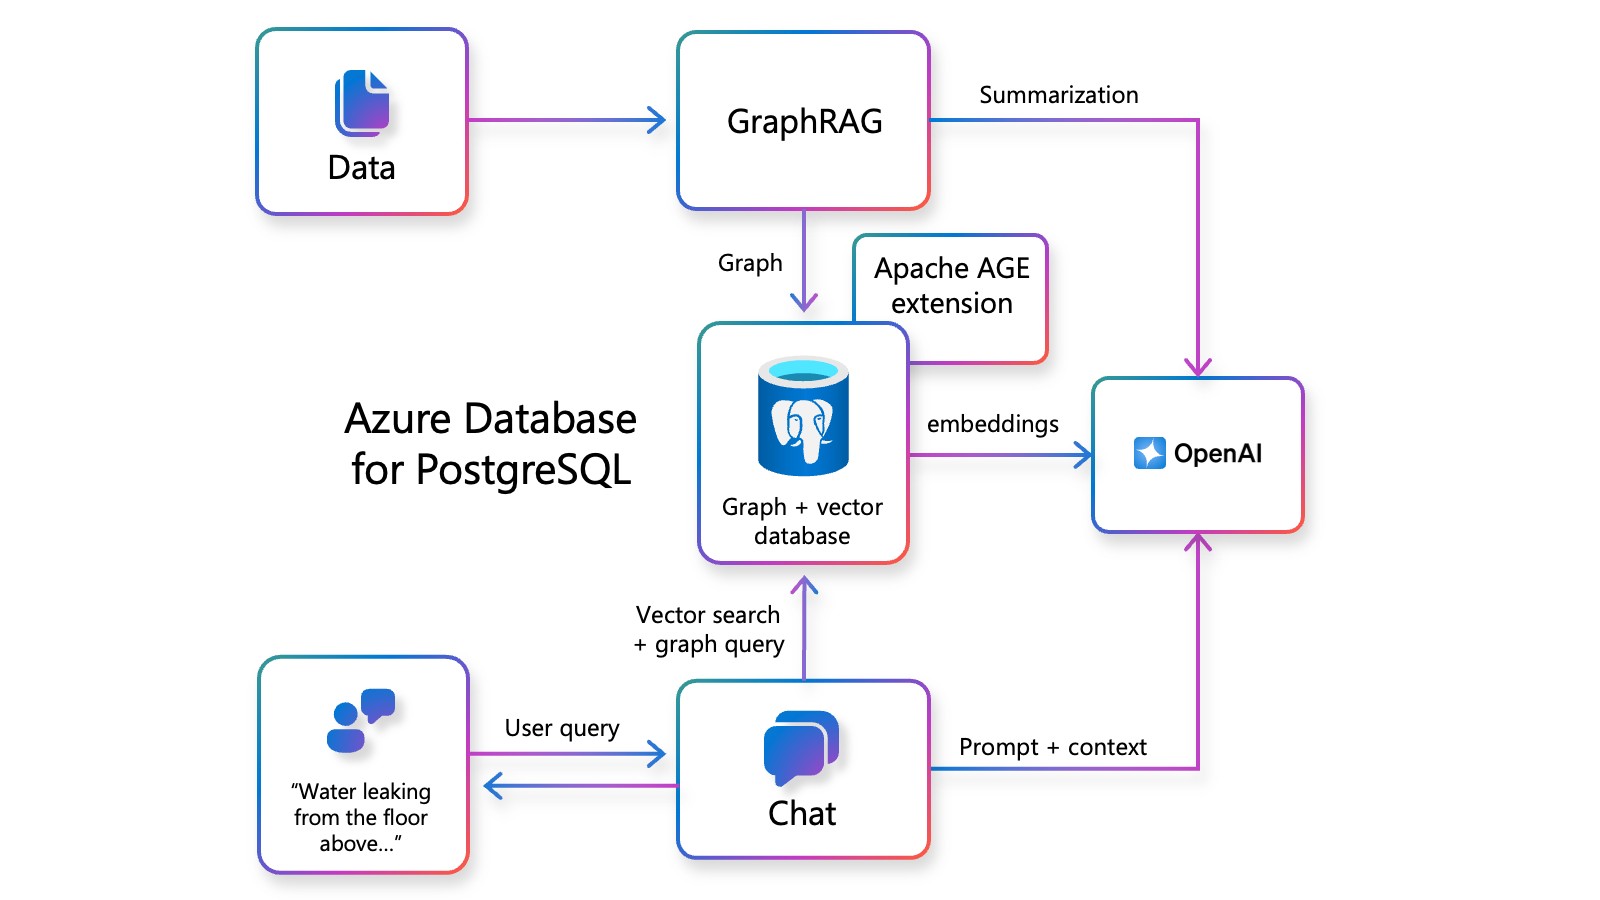 Data
GraphRAG
Summarization
Graph
Apache AGE
extension
Azure Database
for PostgreSQL
Graph + vector
database
embeddings
OpenAI
Vector search
+ graph query
“Water leaking
from the floor
above...”
User query
Chat
Prompt + context